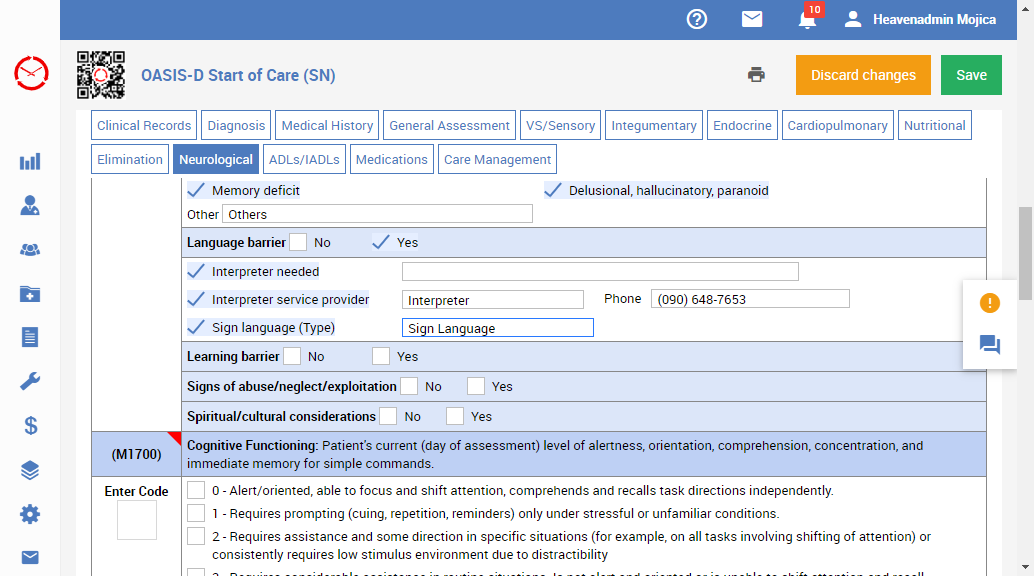 10
Heavenadmin Mojica
OASIS-D Start of Care (SN)
Discard changes
Save
Clinical Records
Diagnosis
Medical History
General Assessment
VS/Sensory
Integumentary
Endocrine
Cardiopulmonary
Nutritional
Elimination
Neurological
ADLs/IADLs
Medications
Care Management
Memory deficit
Delusional, hallucinatory, paranoid
Other Others
Language barrier No Yes
Interpreter needed
Interpreter service provider Interpreter Phone (090) 648-7653
Sign language (Type) Sign Language
Learning barrier No Yes
Signs of abuse/neglect/exploitation No Yes
Spiritual/cultural considerations No Yes
(M1700)
Cognitive Functioning: Patient's current (day of assessment) level of alertness, orientation, comprehension, concentration, and
immediate memory for simple commands.
Enter Code
0 - Alert/oriented, able to focus and shift attention, comprehends and recalls task directions independently.
1 - Requires prompting (cuing, repetition, reminders) only under stressful or unfamiliar conditions.
2 - Requires assistance and some direction in specific situations (for example, on all tasks involving shifting of attention) or
consistently requires low stimulus environment due to distractibility